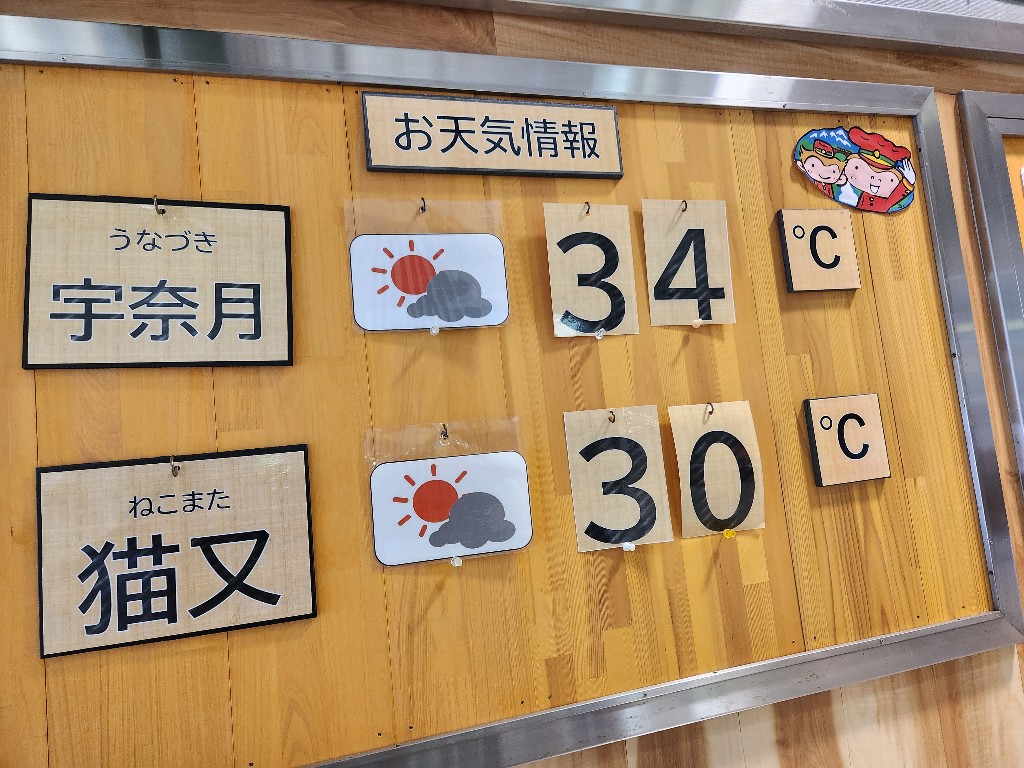 お天気情報
うなづき
宇奈月
34 ℃
ねこまた
猫又
30 ℃